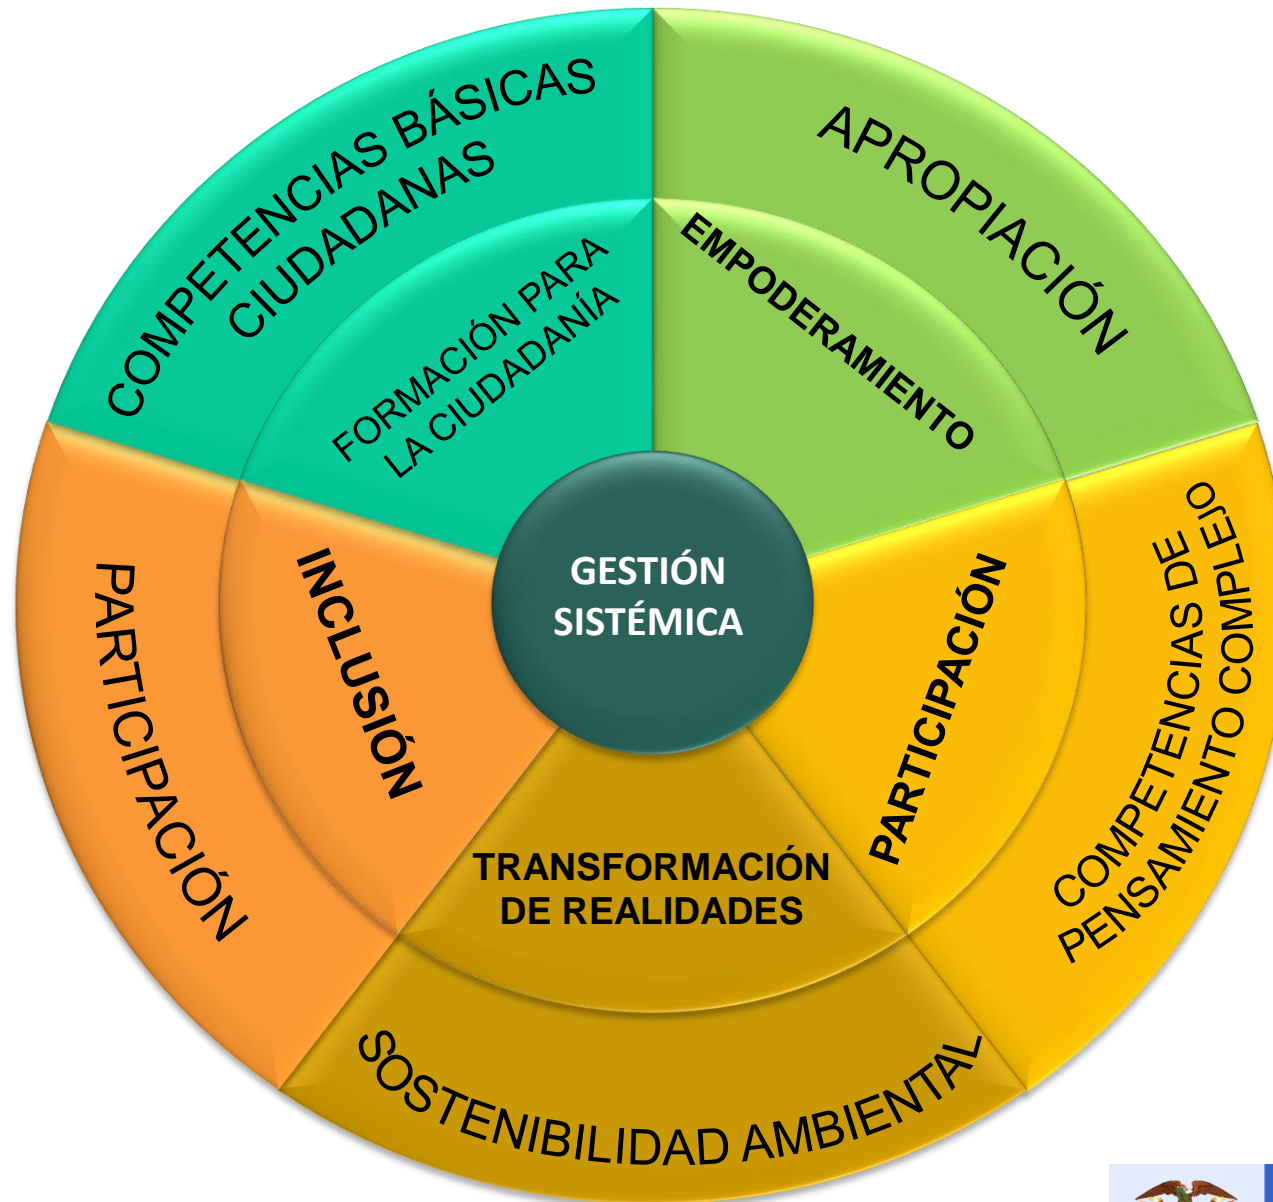 COMPETENCIAS BÁSICAS
CIUDADANAS
APROPIACIÓN
FORMACIÓN PARA
LA CIUDADANÌA
EMPODERAMIENTO
GESTIÓN
SISTÉMICA
INCLUSIÓN
PARTICIPACIÓN
PARTICIPACIÓN
COMPETENCIAS DE
PENSAMIENTO COMPLEJO
TRANSFORMACIÓN
DE REALIDADES
SOSTENIBILIDAD AMBIENTAL